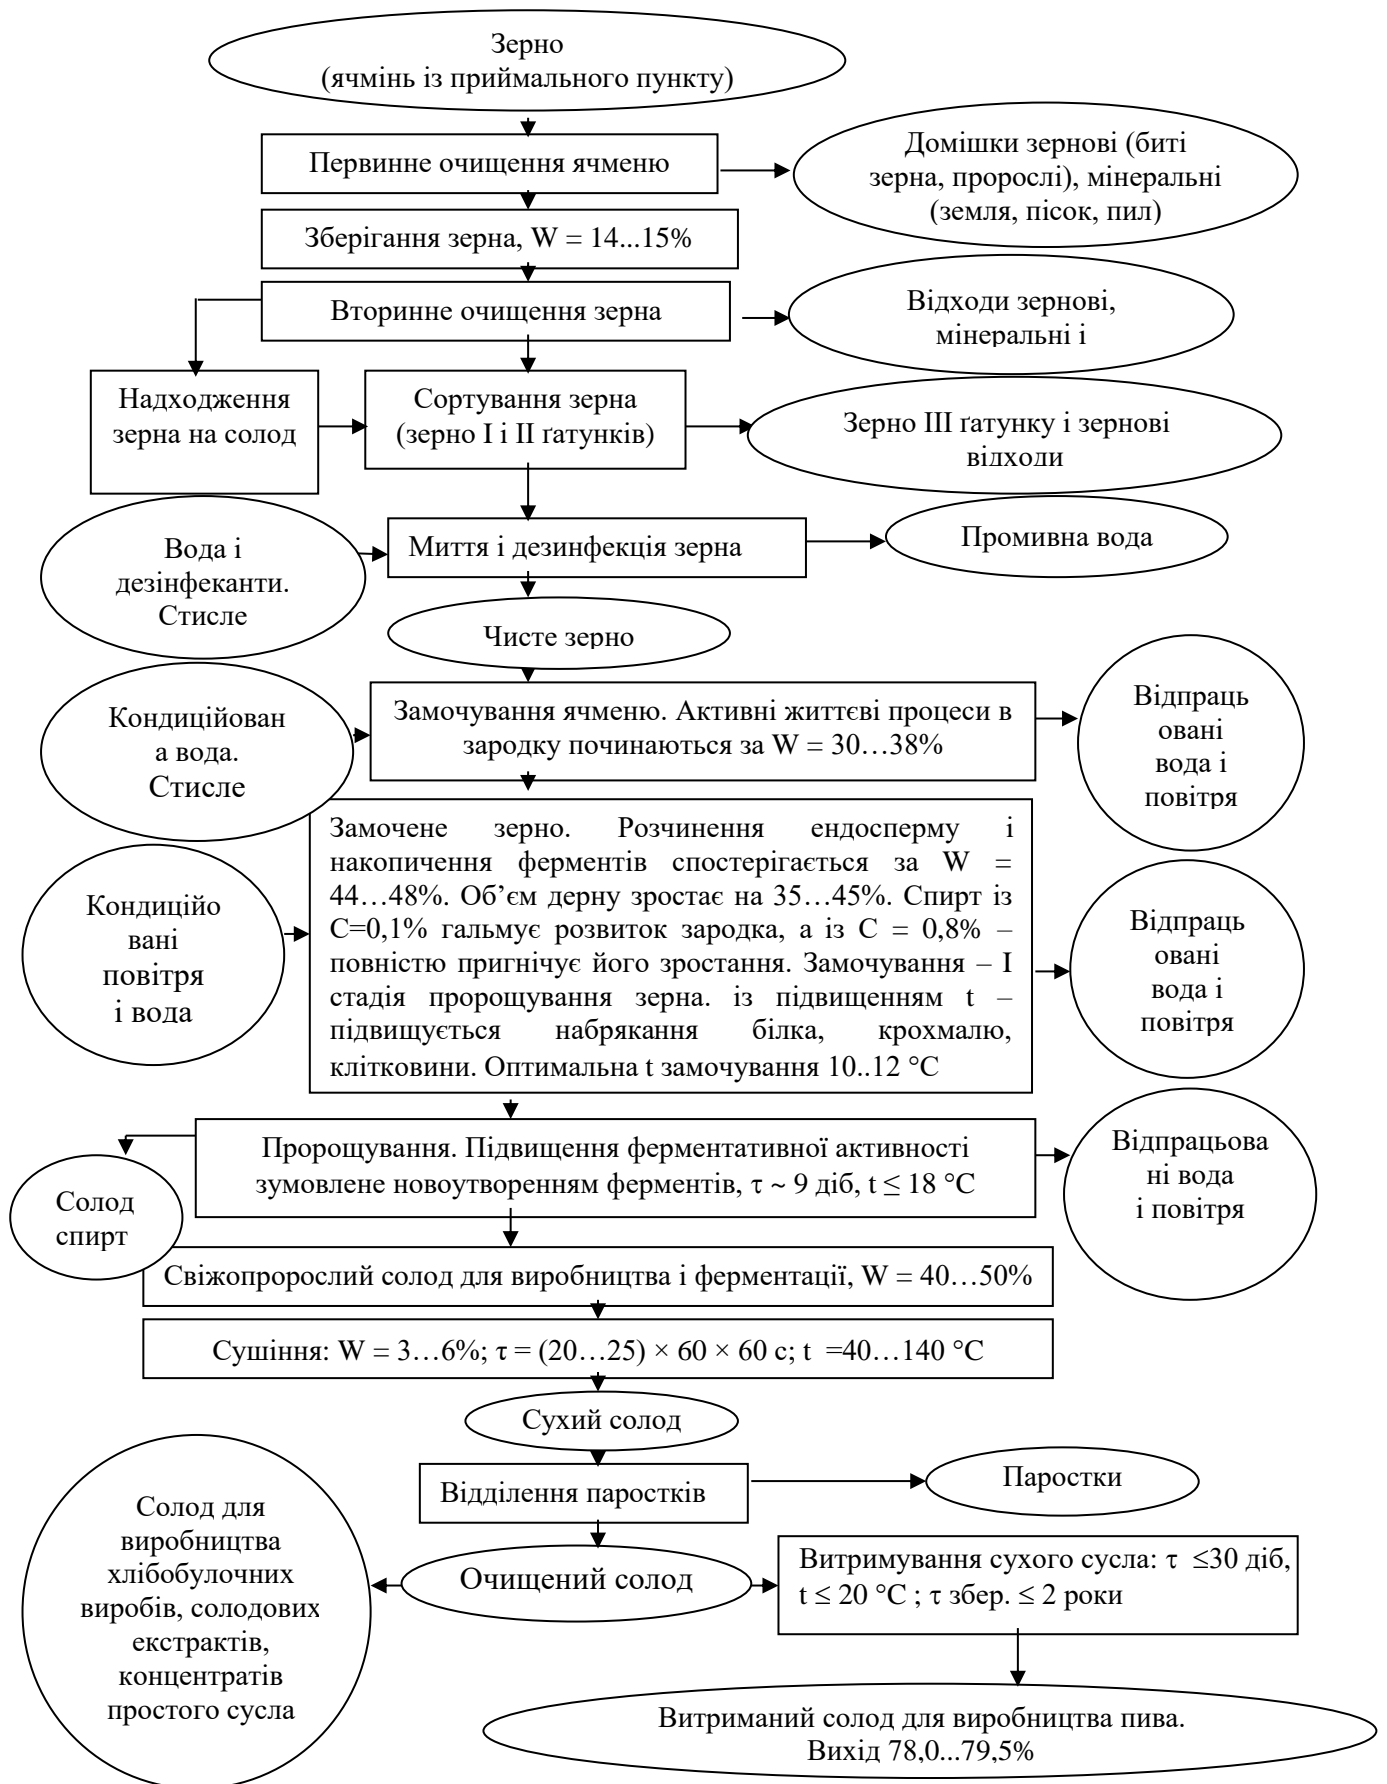 Зерно
(ячмінь із приймального пункту)
Первинне очищення ячменю
Домішки зернові (биті
зерна, пророслі), мінеральні
(земля, пісок, пил)
Зберігання зерна, W = 14...15%
Вторинне очищення зерна
Відходи зернові,
мінеральні і
Надходження
зерна на солод
Сортування зерна
(зерно I і II ґатунків)
Зерно III ґатунку і зернові
відходи
Вода і
дезінфеканти.
Стисле
Миття і дезинфекція зерна
Промивна вода
Чисте зерно
Кондиційован
а вода.
Стисле
Замочування ячменю. Активні життєві процеси в
зародку починаються за W = 30…38%
Відпраць
овані
вода і
повітря
Замочене зерно. Розчинення ендосперму і
накопичення ферментів спостерігається за W =
44…48%. Об’єм дерну зростає на 35…45%. Спирт із
С=0,1% гальмує розвиток зародка, а із С = 0,8% –
повністю пригнічує його зростання. Замочування – І
стадія пророщування зерна. із підвищенням t –
підвищується набрякання білка, крохмалю,
клітковини. Оптимальна t замочування 10..12 °С
Кондиційо
вані
повітря
і вода
Відпраць
овані
вода і
повітря
Пророщування. Підвищення ферментативної активності
зумовлене новоутворенням ферментів, τ ~ 9 діб, t ≤ 18 °С
Відпрацьова
ні вода
і повітря
Солод
спирт
Свіжопророслий солод для виробництва і ферментації, W = 40…50%
Сушіння: W = 3…6%; τ = (20…25) × 60 × 60 с; t =40…140 °С
Сухий солод
Відділення паростків
Паростки
Очищений солод
Солод для
виробництва
хлібобулочних
виробів, солодових
екстрактів,
концентратів
простого сусла
Витримування сухого сусла: τ ≤30 діб,
t ≤ 20 °С ; τ збер. ≤ 2 роки
Витриманий солод для виробництва пива.
Вихід 78,0...79,5%